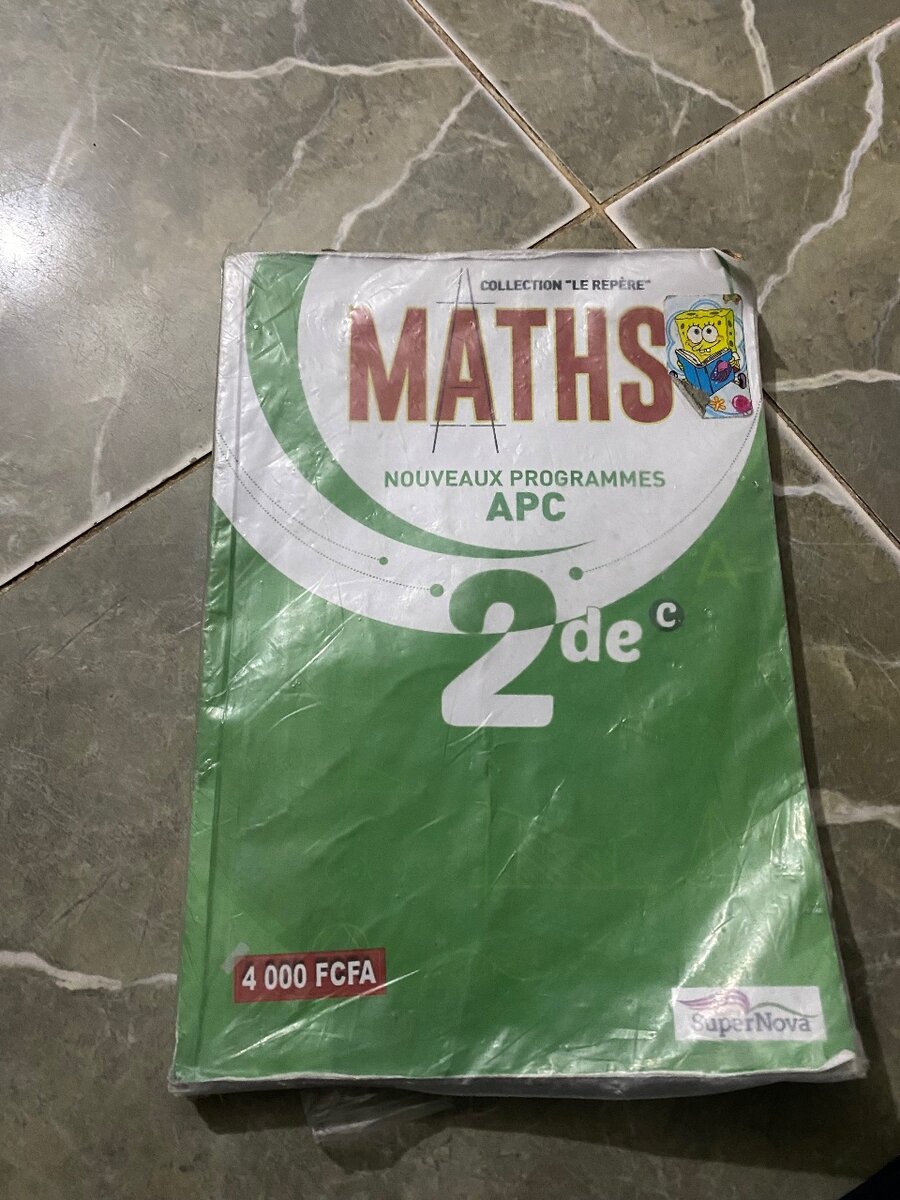 COLLECTION "LE REPÈRE"
MATHS
NOUVEAUX PROGRAMMES
APC
2de C
4 000 FCFA
SuperNova